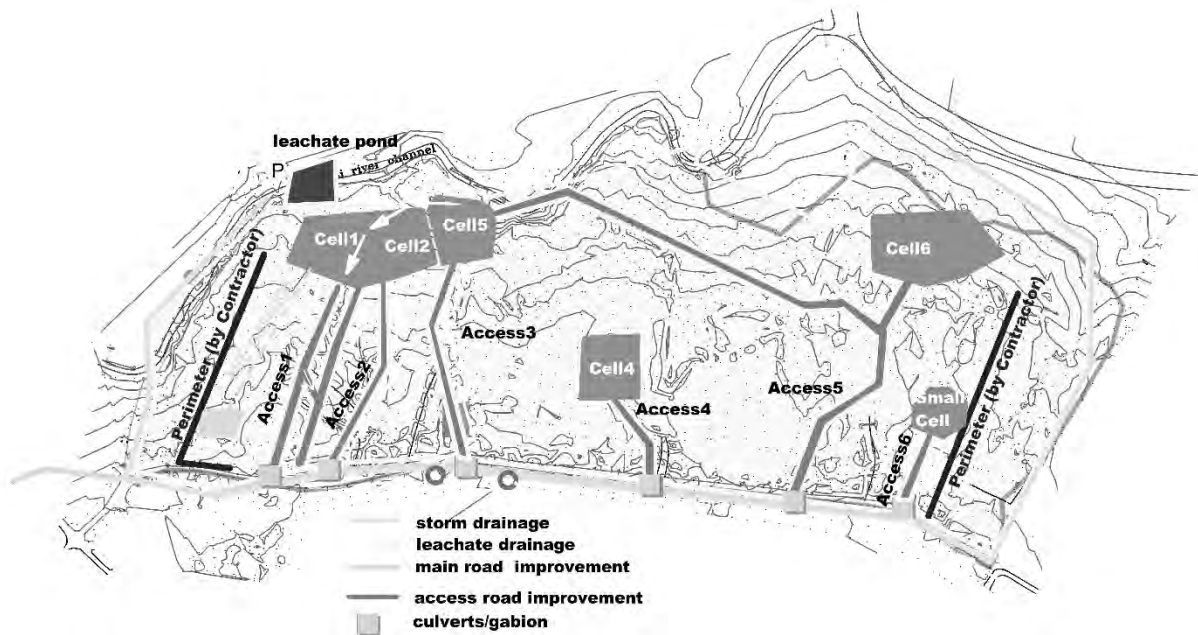 leachate pond
P
i river channel
Cell1
Cell2
Cell5
Cell6
Perimeter (by Contractor)
Access1
Access2
Access3
Cell4
Access4
Access5
Small
Cell
Access6
Perimeter (by Contractor)
storm drainage
leachate drainage
main road improvement
access road improvement
culverts/gabion